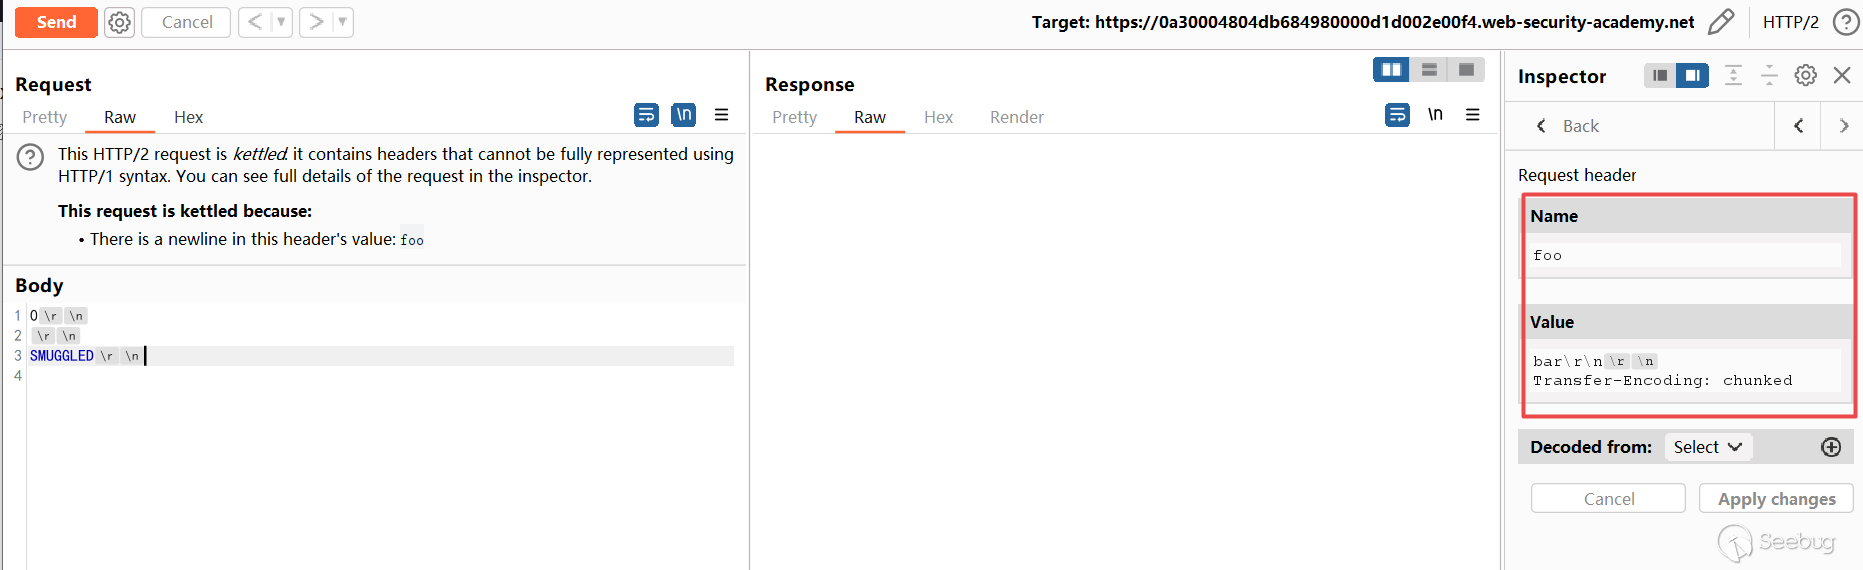 Send
Cancel
<
>
Target: https://0a30004804db684980000d1d002e00f4.web-security-academy.net
HTTP/2
?
Request
Pretty
Raw
Hex
\n
?
This HTTP/2 request is kettled: it contains headers that cannot be fully represented using
HTTP/1 syntax. You can see full details of the request in the inspector.
This request is kettled because:
• There is a newline in this header's value: foo
Body
1 0 \r \n
2 \r \n
3 SMUGGLED \r \n
4
Response
Pretty
Raw
Hex
Render
\n
Inspector
Back
Request header
Name
foo
Value
bar\r\n \r \n
Transfer-Encoding: chunked
Decoded from:
Select
Cancel
Apply changes
Seebug